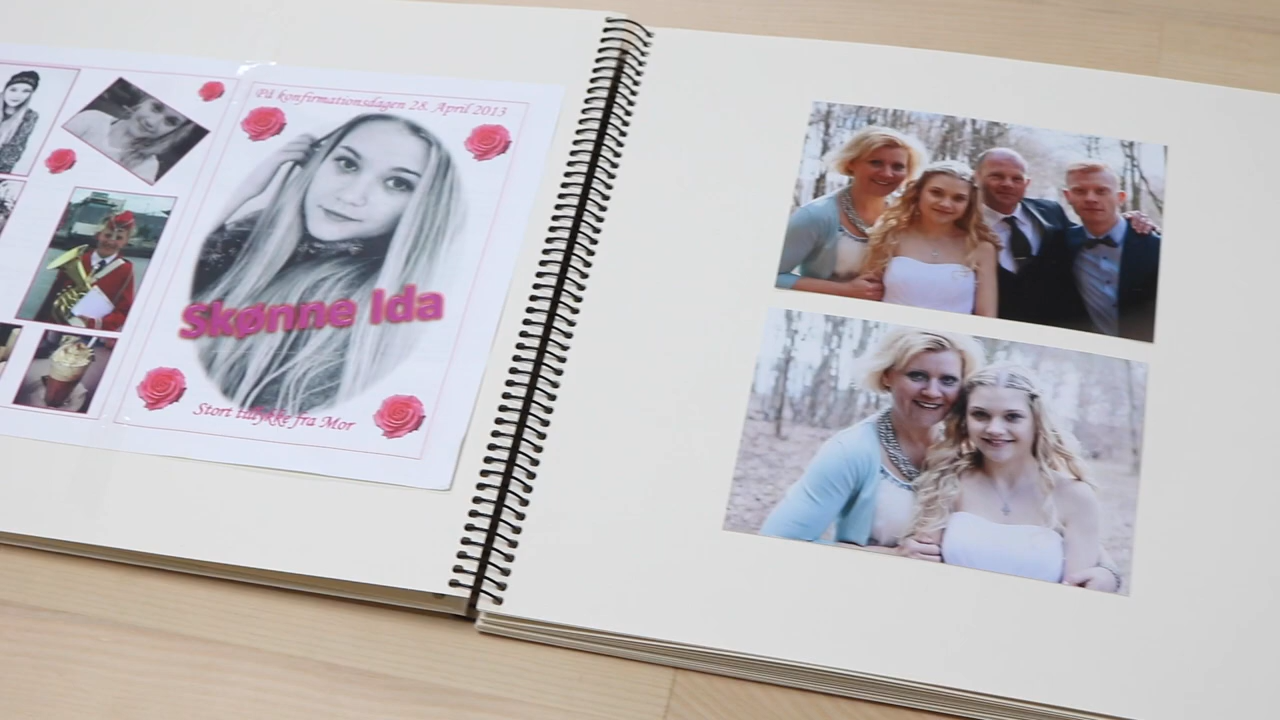 På konfirmationsdagen 28. April 2013
Skønne Ida
Stort tillykke fra Mor